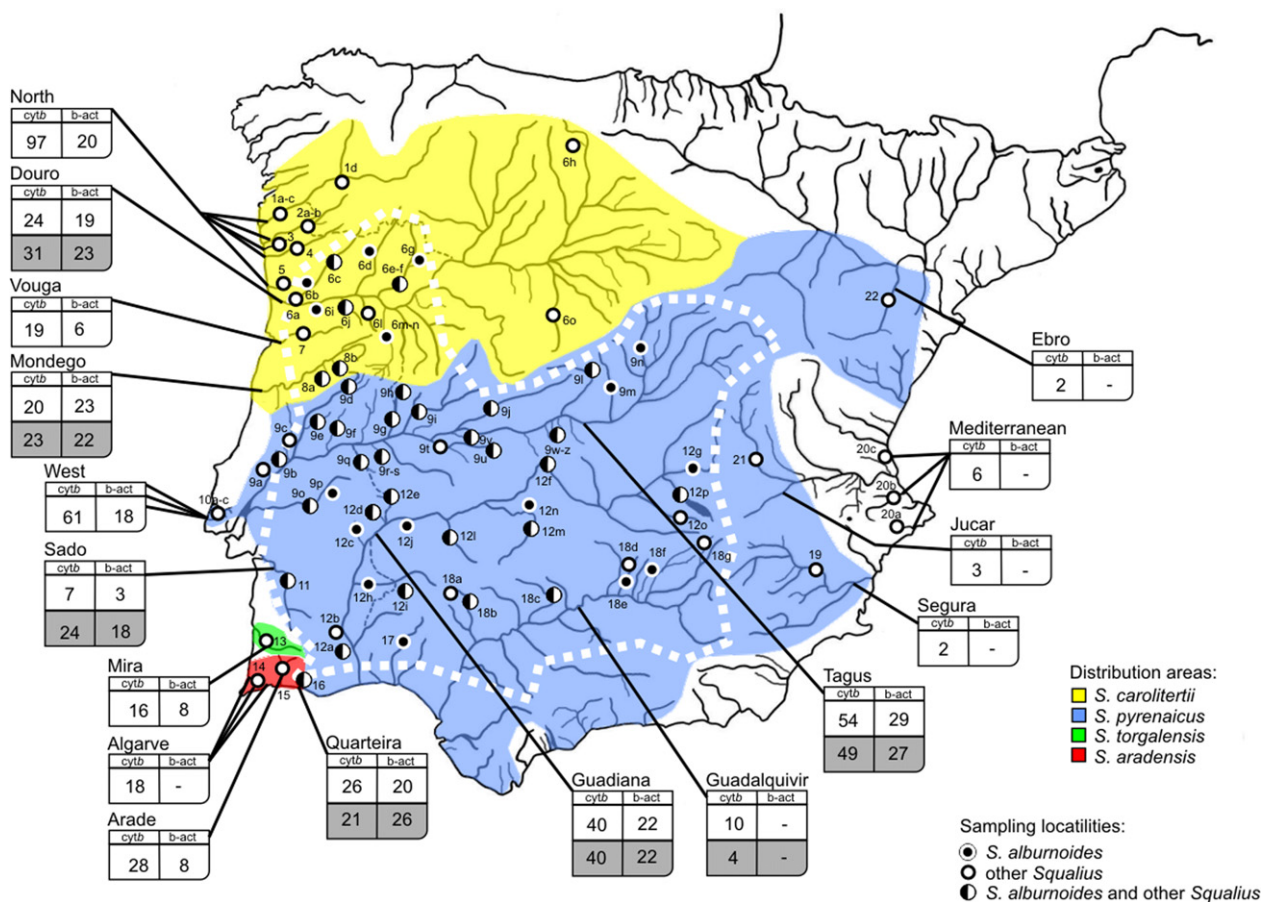 North
cytb b-act
97 20
Douro
cytb b-act
24 19
31 23
Vouga
cytb b-act
19 6
Mondego
cytb b-act
20 23
23 22
West
cytb b-act
61 18
Sado
cytb b-act
7 3
24 18
Mira
cytb b-act
16 8
Algarve
cytb b-act
18 -
Arade
cytb b-act
28 8
Quarteira
cytb b-act
26 20
21 26
Guadiana
cytb b-act
40 22
40 22
Guadalquivir
cytb b-act
10 -
4 -
Tagus
cytb b-act
54 29
49 27
Segura
cytb b-act
2 -
Jucar
cytb b-act
3 -
Mediterranean
cytb b-act
6 -
Ebro
cytb b-act
2 -
1d
6h
1a-c
2a-b
3
4
6c
6d
6g
6e-f
5
6b
6a
6i
6j
6l
6m-n
6o
7
22
8b
8a
9d
9h
9l
9n
9m
9c
9e
9f
9g
9i
9j
9b
9a
9q
9r-s
9t
9v
9u
9w-z
12f
12g
21
20c
20b
20a
10a-c
9o
9p
12e
12d
12c
12j
12l
12n
12m
12p
12o
18g
11
12h
12i
18a
18b
18c
18d
18f
18e
19
12b
12a
17
13
14
15
16
Distribution areas:
S. carolitertii
S. pyrenaicus
S. torgalensis
S. aradensis
Sampling locatilities:
S. alburnoides
other Squalius
S. alburnoides and other Squalius